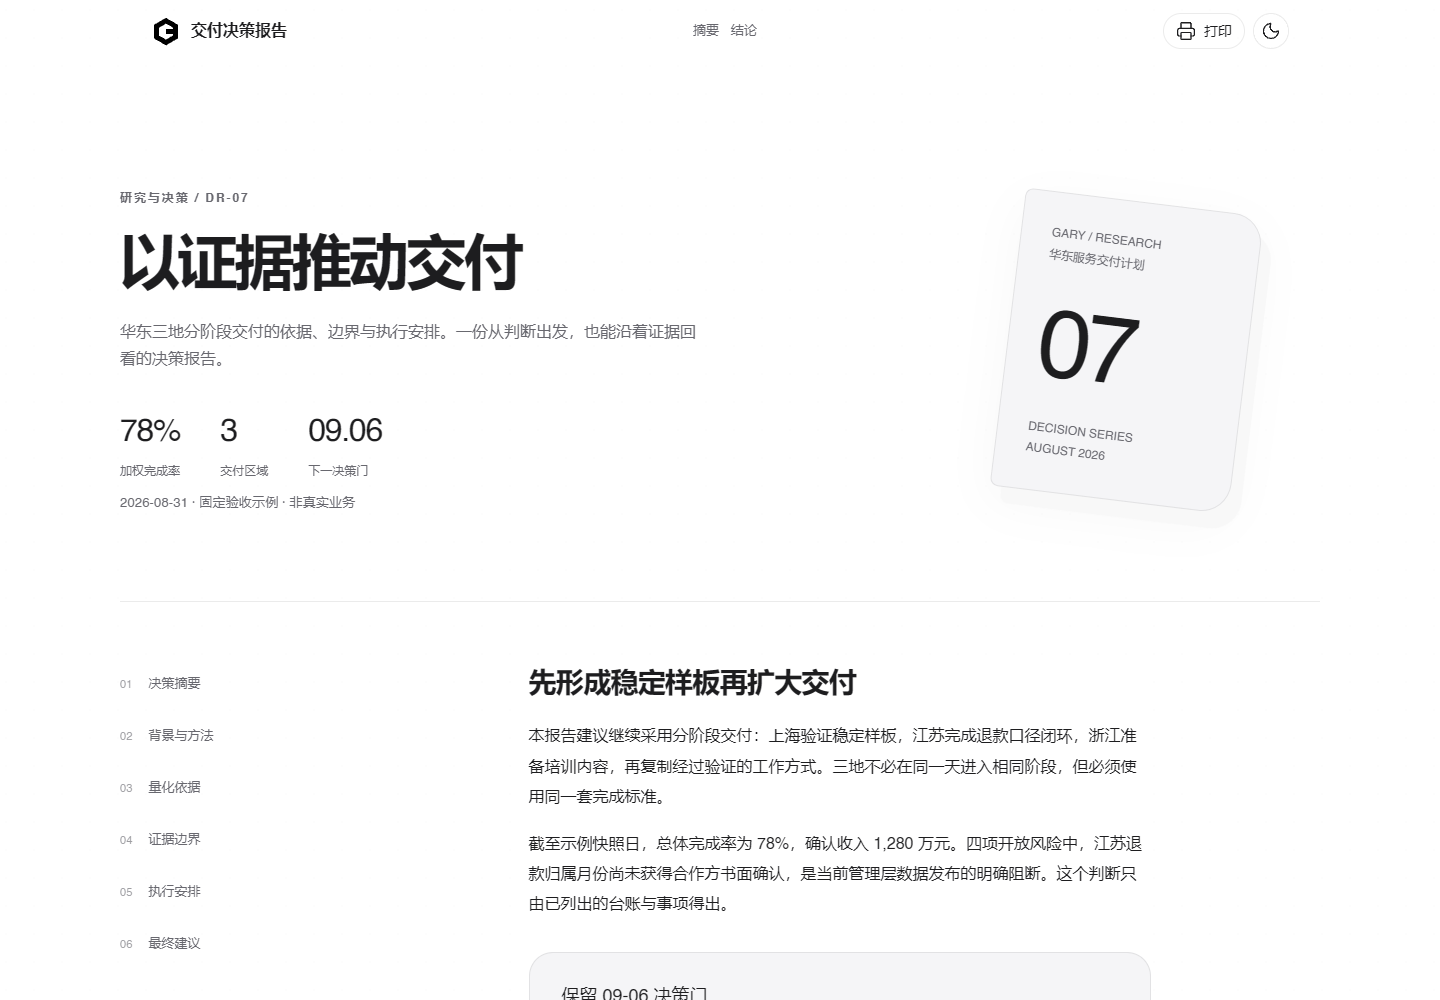 交付决策报告
摘要 结论
打印
研究与决策 / DR-07
以证据推动交付
华东三地分阶段交付的依据、边界与执行安排。一份从判断出发，也能沿着证据回
看的决策报告。
78% 3 09.06
加权完成率 交付区域 下一决策门
2026-08-31 · 固定验收示例 · 非真实业务
GARY / RESEARCH
华东服务交付计划
07
DECISION SERIES
AUGUST 2026
01 决策摘要
02 背景与方法
03 量化依据
04 证据边界
05 执行安排
06 最终建议
先形成稳定样板再扩大交付
本报告建议继续采用分阶段交付：上海验证稳定样板，江苏完成退款口径闭环，浙江准
备培训内容，再复制经过验证的工作方式。三地不必在同一天进入相同阶段，但必须使
用同一套完成标准。
截至示例快照日，总体完成率为 78%，确认收入 1,280 万元。四项开放风险中，江苏退
款归属月份尚未获得合作方书面确认，是当前管理层数据发布的明确阻断。这个判断只
由已列出的台账与事项得出。
保留 09-06 决策门